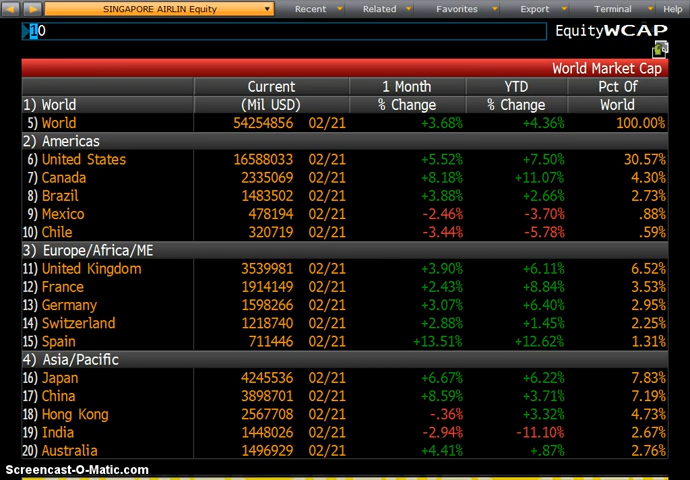 SINGAPORE AIRLIN Equity Recent Related Favorites Export Terminal Help
10 EquityWCAP
World Market Cap
Current 1 Month YTD Pct Of
1) World (Mil USD) % Change % Change World
5) World 54254856 02/21 +3.68% +4.36% 100.00%
2) Americas
6) United States 16588033 02/21 +5.52% +7.50% 30.57%
7) Canada 2335069 02/21 +8.18% +11.07% 4.30%
8) Brazil 1483502 02/21 +3.88% +2.66% 2.73%
9) Mexico 478194 02/21 -2.46% -3.70% .88%
10) Chile 320719 02/21 -3.44% -5.78% .59%
3) Europe/Africa/ME
11) United Kingdom 3539981 02/21 +3.90% +6.11% 6.52%
12) France 1914149 02/21 +2.43% +8.84% 3.53%
13) Germany 1598266 02/21 +3.07% +6.40% 2.95%
14) Switzerland 1218740 02/21 +2.88% +1.45% 2.25%
15) Spain 711446 02/21 +13.51% +12.62% 1.31%
4) Asia/Pacific
16) Japan 4245536 02/21 +6.67% +6.22% 7.83%
17) China 3898701 02/21 +8.59% +3.71% 7.19%
18) Hong Kong 2567708 02/21 -.36% +3.32% 4.73%
19) India 1448026 02/21 -2.94% -11.10% 2.67%
20) Australia 1496929 02/21 +4.41% +.87% 2.76%
Screencast-O-Matic.com